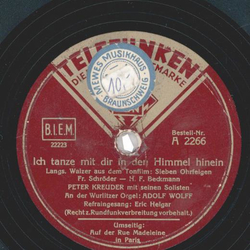 TELEFUNKEN
DIE MARKE
MEWES MUSIKHAUS
BRAUNSCHWEIG
B.I.E.M.
22223
Bestell-Nr.
A 2266
Ich tanze mit dir in den Himmel hinein
Langs. Walzer aus dem Tonfilm: Sieben Ohrfeigen
Fr. Schröder — H. F. Beckmann
PETER KREUDER mit seinen Solisten
An der Wurlitzer Orgel: ADOLF WOLFF
Refraingesang: Eric Helgar
(Recht z. Rundfunkverbreitung vorbehalt.)
Umseitig:
Auf der Rue Madeleine
in Paris